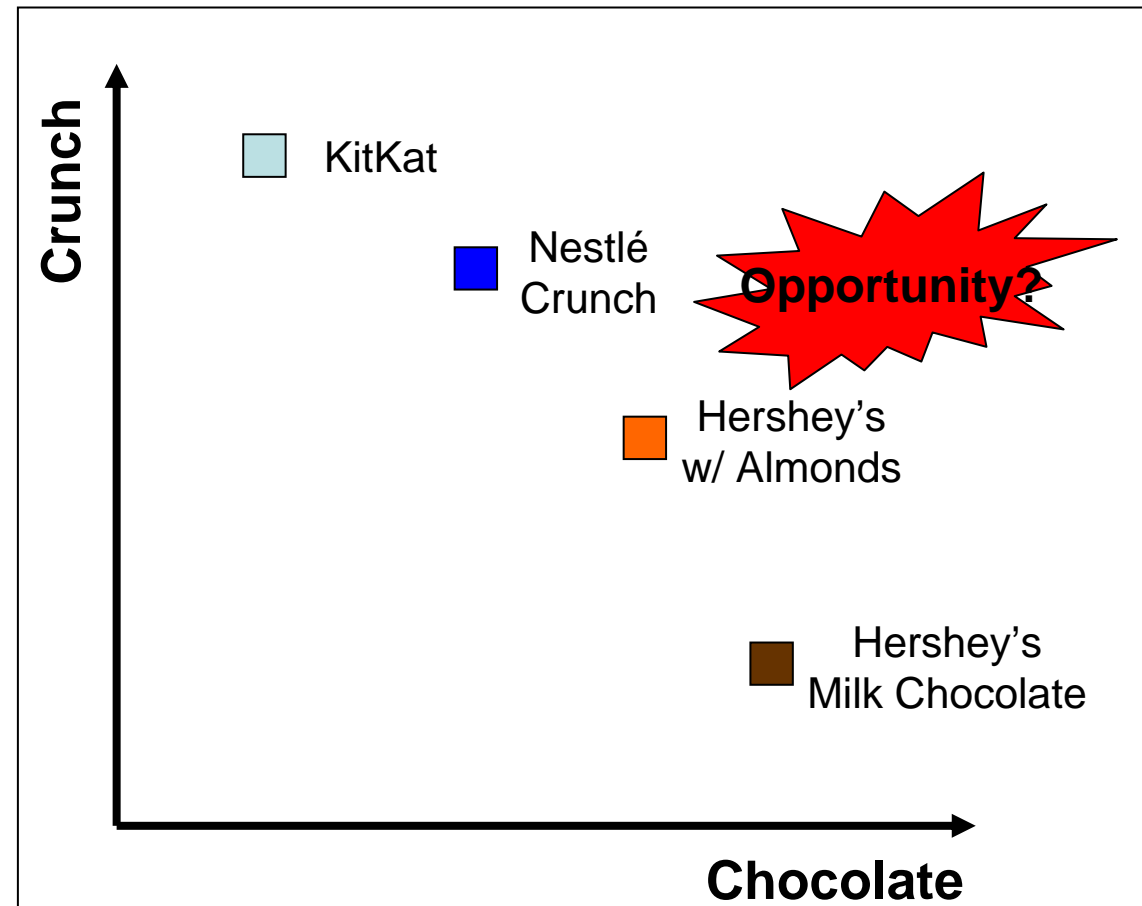 Crunch
KitKat
Nestlé
Crunch
Opportunity?
Hershey’s
w/ Almonds
Hershey’s
Milk Chocolate
Chocolate